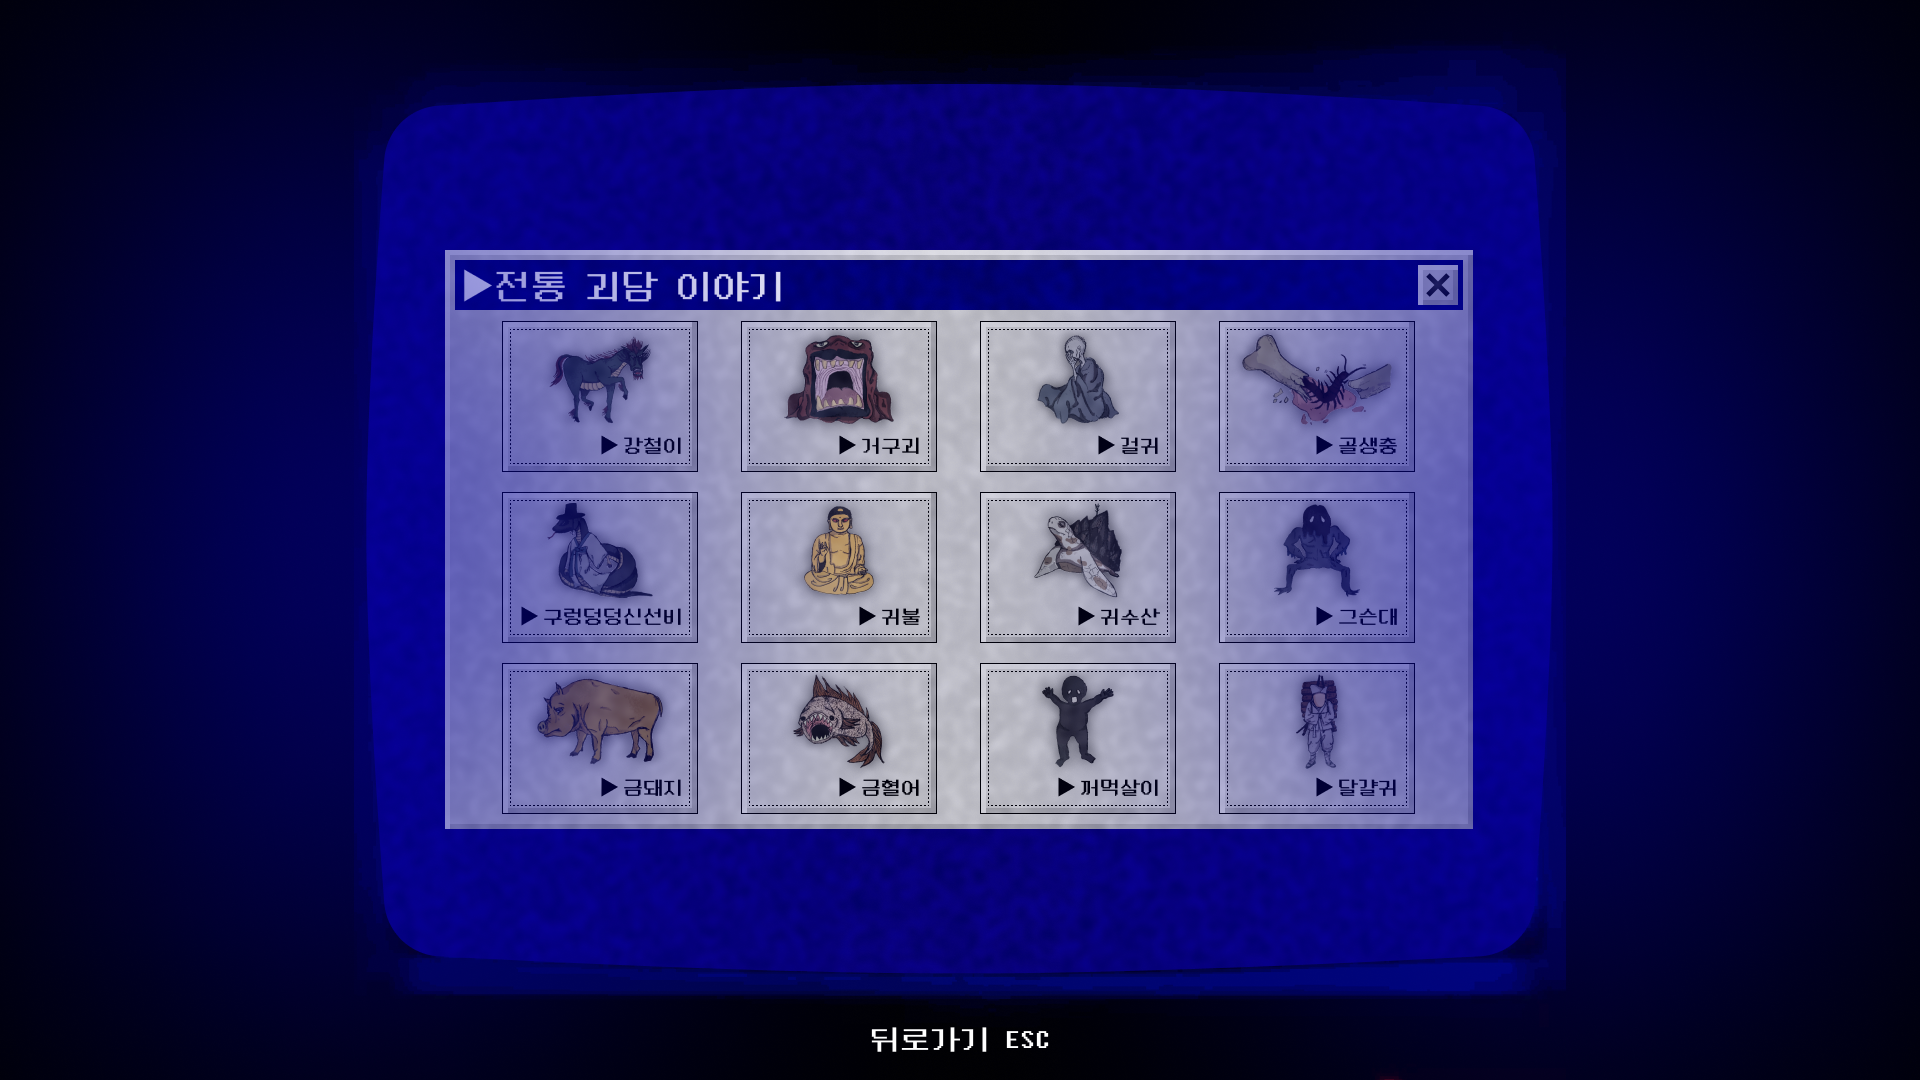 ▶전통 괴담 이야기
▶강철이
▶거구괴
▶걸귀
▶골생충
▶구렁덩덩신선비
▶귀불
▶귀수산
▶그슨대
▶금돼지
▶금혈어
▶꺼먹살이
▶달걀귀
뒤로가기 ESC